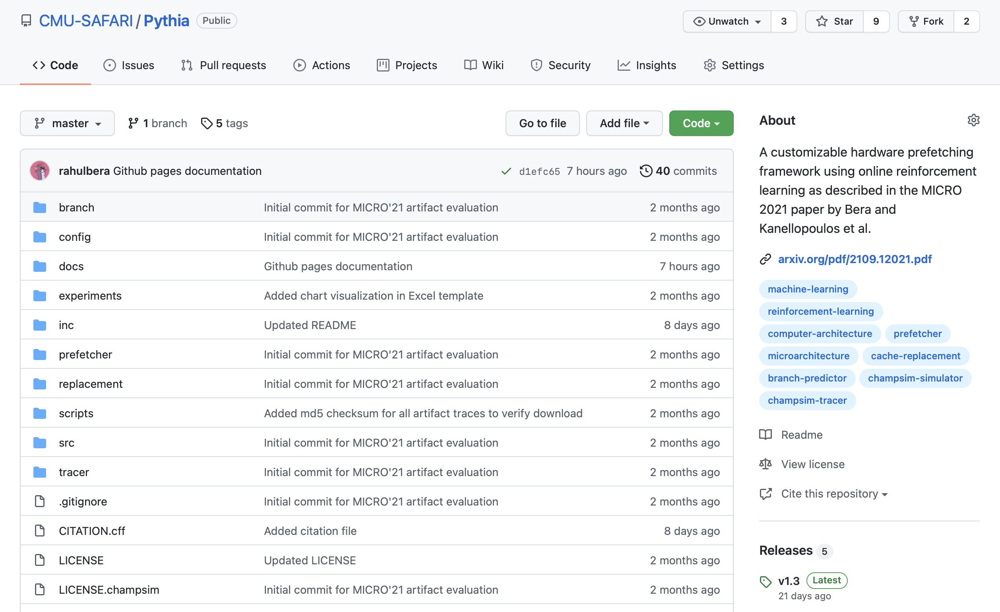 CMU-SAFARI / Pythia Public Unwatch 3 Star 9 Fork 2
Code Issues Pull requests Actions Projects Wiki Security Insights Settings
master 1 branch 5 tags Go to file Add file Code
rahulbera Github pages documentation d1efc65 7 hours ago 40 commits
branch Initial commit for MICRO'21 artifact evaluation 2 months ago
config Initial commit for MICRO'21 artifact evaluation 2 months ago
docs Github pages documentation 7 hours ago
experiments Added chart visualization in Excel template 2 months ago
inc Updated README 8 days ago
prefetcher Initial commit for MICRO'21 artifact evaluation 2 months ago
replacement Initial commit for MICRO'21 artifact evaluation 2 months ago
scripts Added md5 checksum for all artifact traces to verify download 2 months ago
src Initial commit for MICRO'21 artifact evaluation 2 months ago
tracer Initial commit for MICRO'21 artifact evaluation 2 months ago
.gitignore Initial commit for MICRO'21 artifact evaluation 2 months ago
CITATION.cff Added citation file 8 days ago
LICENSE Updated LICENSE 2 months ago
LICENSE.champsim Initial commit for MICRO'21 artifact evaluation 2 months ago
About
A customizable hardware prefetching
framework using online reinforcement
learning as described in the MICRO
2021 paper by Bera and
Kanellopoulos et al.
arxiv.org/pdf/2109.12021.pdf
machine-learning
reinforcement-learning
computer-architecture prefetcher
microarchitecture cache-replacement
branch-predictor champsim-simulator
champsim-tracer
Readme
View license
Cite this repository
Releases 5
v1.3 Latest
21 days ago